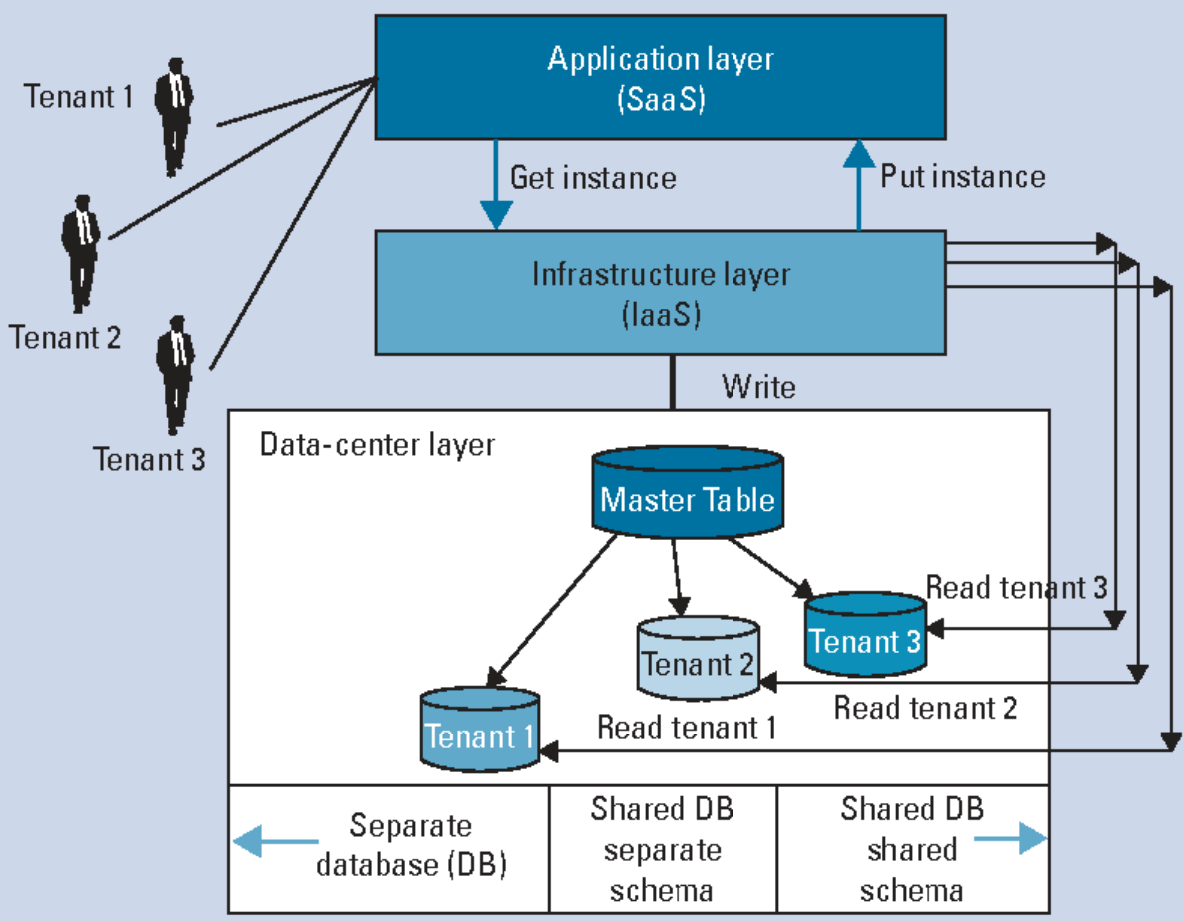 Application layer
(SaaS)
Tenant 1
Get instance
Put instance
Tenant 2
Infrastructure layer
(IaaS)
Tenant 3
Write
Data-center layer
Master Table
Read tenant 3
Tenant 3
Tenant 2
Read tenant 2
Read tenant 1
Tenant 1
Separate
database (DB)
Shared DB
separate
schema
Shared DB
shared
schema